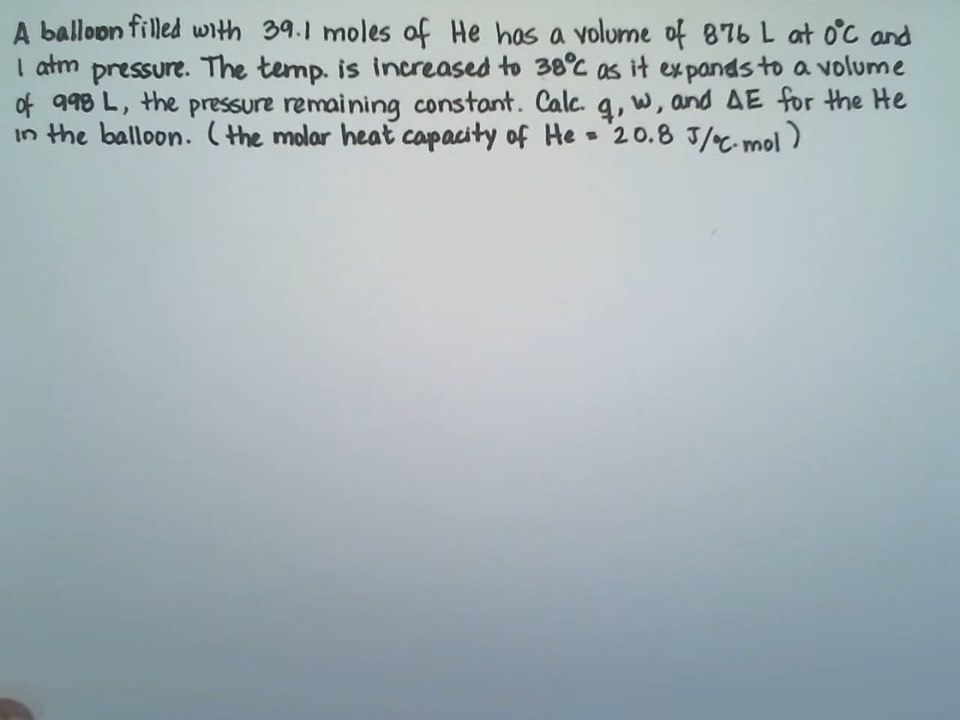 A balloon filled with 39.1 moles of He has a volume of 876 L at 0°C and
1 atm pressure. The temp. is increased to 38°C as it expands to a volume
of 998 L, the pressure remaining constant. Calc. q, w, and ΔE for the He
in the balloon. (the molar heat capacity of He = 20.8 J/°C·mol)